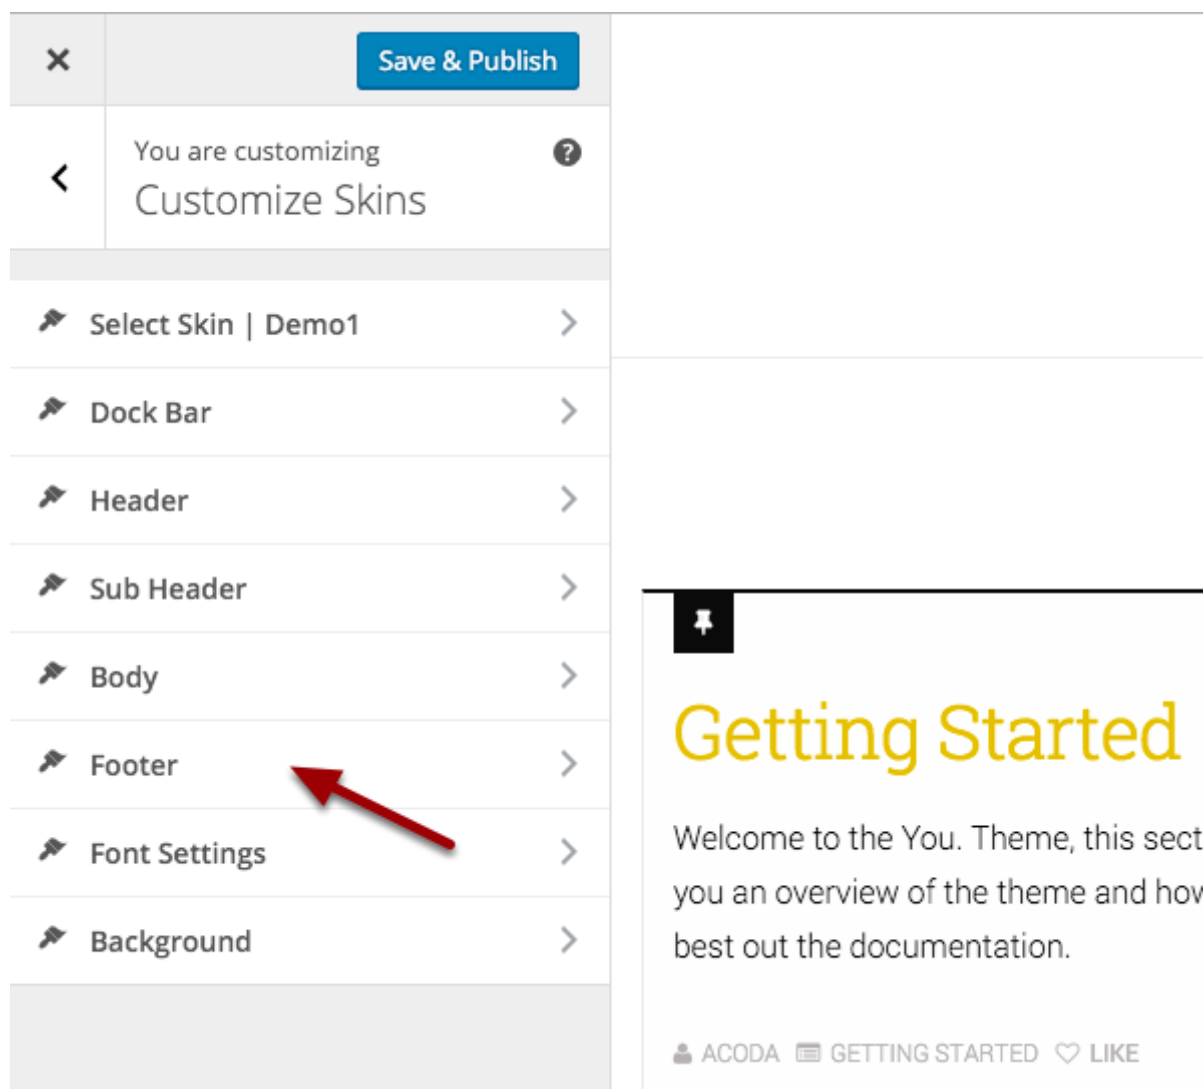 Save & Publish
You are customizing
Customize Skins
Select Skin | Demo1
Dock Bar
Header
Sub Header
Body
Footer
Font Settings
Background
Getting Started
Welcome to the You. Theme, this sect
you an overview of the theme and how
best out the documentation.
ACODA GETTING STARTED LIKE